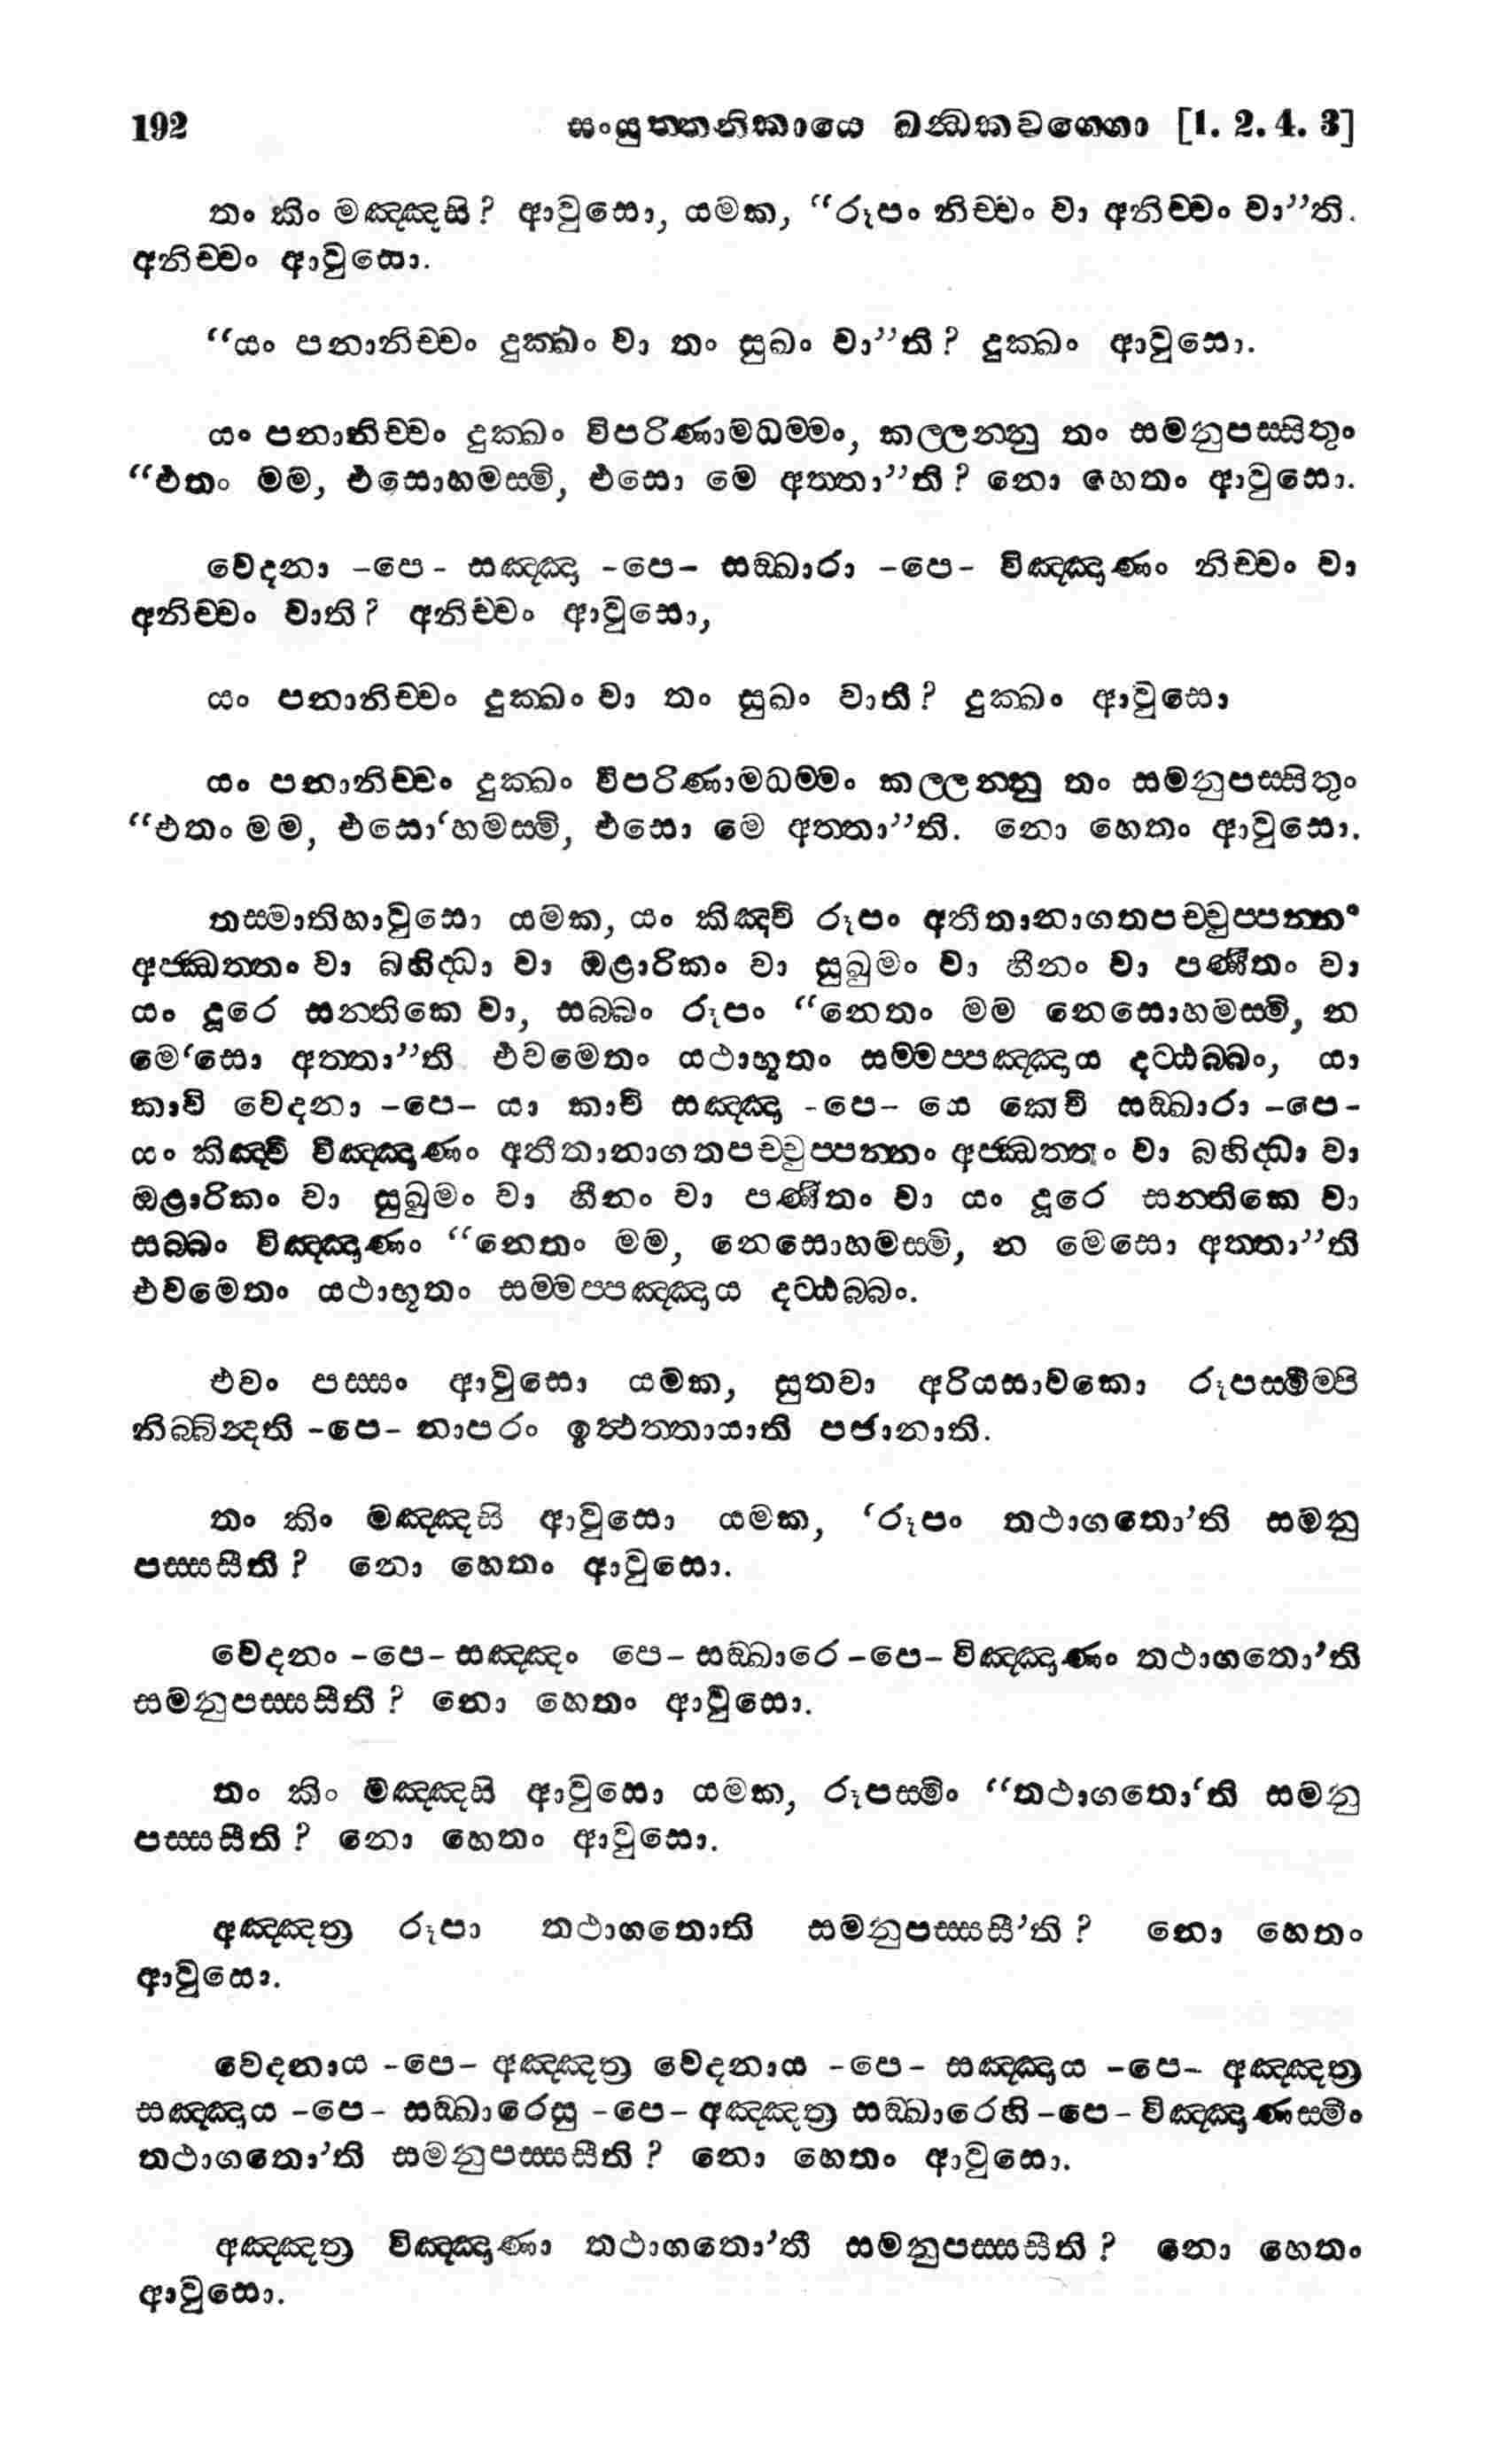 192 සංයුත්තනිකායෙ ඛන්ධකවග්ගො [1. 2. 4. 3]
තං කිං මඤ්ඤසි? ආවුසො, යමක, “රූපං නිච්චං වා අනිච්චං වා”ති.
අනිච්චං ආවුසො.
“යං පනානිච්චං දුක්ඛං වා තං සුඛං වා”ති? දුක්ඛං ආවුසො.
යං පනානිච්චං දුක්ඛං විපරිණාමධම්මං, කල්ලන්නු තං සමනුපස්සිතුං
“එතං මම, එසොහමස්මි, එසො මෙ අත්තා”ති? නො හෙතං ආවුසො.
වේදනා -පෙ- සඤ්ඤා -පෙ- සඞ්ඛාරා -පෙ- විඤ්ඤාණං නිච්චං වා
අනිච්චං වාති? අනිච්චං ආවුසො,
යං පනානිච්චං දුක්ඛං වා තං සුඛං වාති? දුක්ඛං ආවුසො
යං පනානිච්චං දුක්ඛං විපරිණාමධම්මං කල්ලන්නු තං සමනුපස්සිතුං
“එතං මම, එසො‘හමස්මි, එසො මෙ අත්තා”ති. නො හෙතං ආවුසො.
තස්මාතිහාවුසො යමක, යං කිඤ්චි රූපං අතීතානාගතපච්චුප්පන්නං
අජ්ඣත්තං වා බහිද්ධා වා ඔළාරිකං වා සුඛුමං වා හීනං වා පණීතං වා
යං දූරෙ සන්තිකෙ වා, සබ්බං රූපං “නෙතං මම නෙසොහමස්මි, න
මෙ‘සො අත්තා”ති එවමෙතං යථාභූතං සම්මප්පඤ්ඤාය දට්ඨබ්බං, යා
කාචි වේදනා -පෙ- යා කාචි සඤ්ඤා -පෙ- යෙ කෙචි සඞ්ඛාරා -පෙ-
යං කිඤ්චි විඤ්ඤාණං අතීතානාගතපච්චුප්පන්නං අජ්ඣත්තං වා බහිද්ධා වා
ඔළාරිකං වා සුඛුමං වා හීනං වා පණීතං වා යං දූරෙ සන්තිකෙ වා
සබ්බං විඤ්ඤාණං “නෙතං මම, නෙසොහමස්මි, න මෙසො අත්තා”ති
එවමෙතං යථාභූතං සම්මප්පඤ්ඤාය දට්ඨබ්බං.
එවං පස්සං ආවුසො යමක, සුතවා අරියසාවකො රූපස්මිම්පි
නිබ්බින්දති -පෙ- නාපරං ඉත්ථත්තායාති පජානාති.
තං කිං මඤ්ඤසි ආවුසො යමක, ‘රූපං තථාගතො’ති සමනු
පස්සසීති? නො හෙතං ආවුසො.
වේදනං -පෙ- සඤ්ඤං පෙ- සඞ්ඛාරෙ -පෙ- විඤ්ඤාණං තථාගතො’ති
සමනුපස්සසීති? නො හෙතං ආවුසො.
තං කිං මඤ්ඤසි ආවුසො යමක, රූපස්මිං “තථාගතො‘ති සමනු
පස්සසීති? නො හෙතං ආවුසො.
අඤ්ඤත්‍ර රූපා තථාගතොති සමනුපස්සසී’ති? නො හෙතං
ආවුසො.
වේදනාය -පෙ- අඤ්ඤත්‍ර වේදනාය -පෙ- සඤ්ඤාය -පෙ- අඤ්ඤත්‍ර
සඤ්ඤාය -පෙ- සඞ්ඛාරෙසු -පෙ- අඤ්ඤත්‍ර සඞ්ඛාරෙහි -පෙ- විඤ්ඤාණස්මිං
තථාගතො’ති සමනුපස්සසීති? නො හෙතං ආවුසො.
අඤ්ඤත්‍ර විඤ්ඤාණා තථාගතො’තී සමනුපස්සසීති? නො හෙතං
ආවුසො.